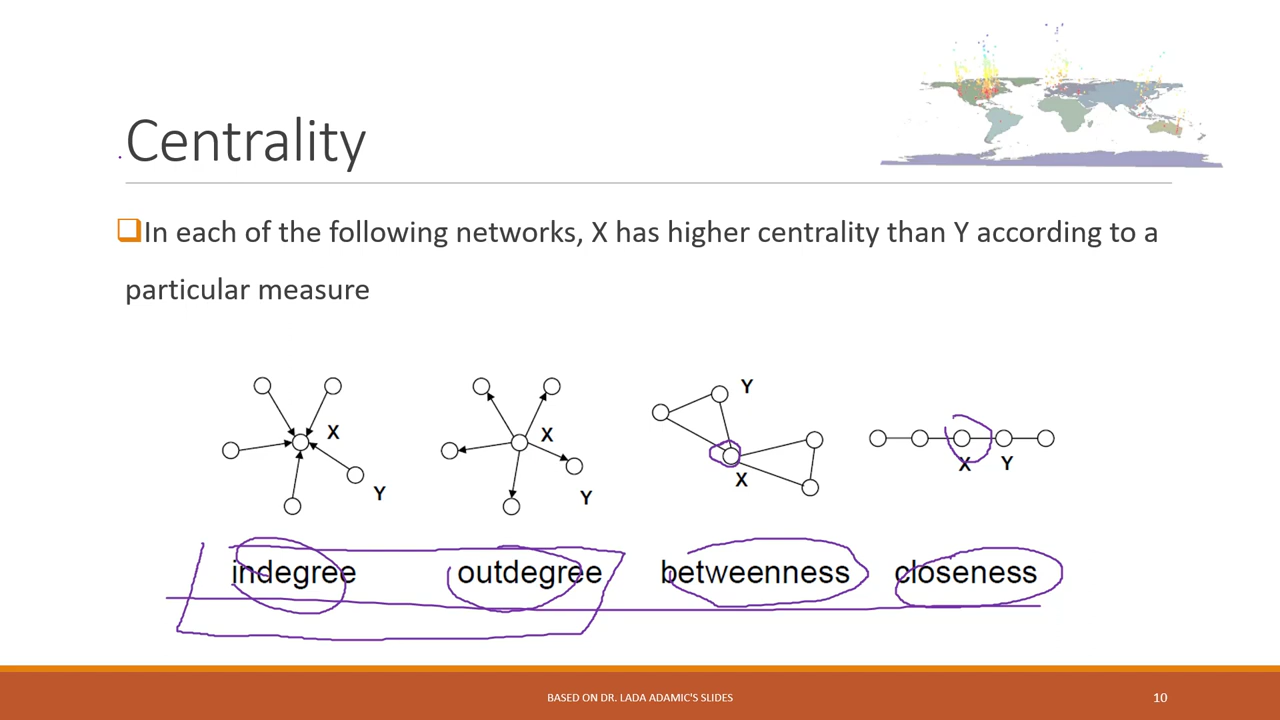 Centrality
In each of the following networks, X has higher centrality than Y according to a
particular measure
X
Y
X
Y
Y
X
X Y
indegree outdegree betweenness closeness
BASED ON DR. LADA ADAMIC'S SLIDES
10